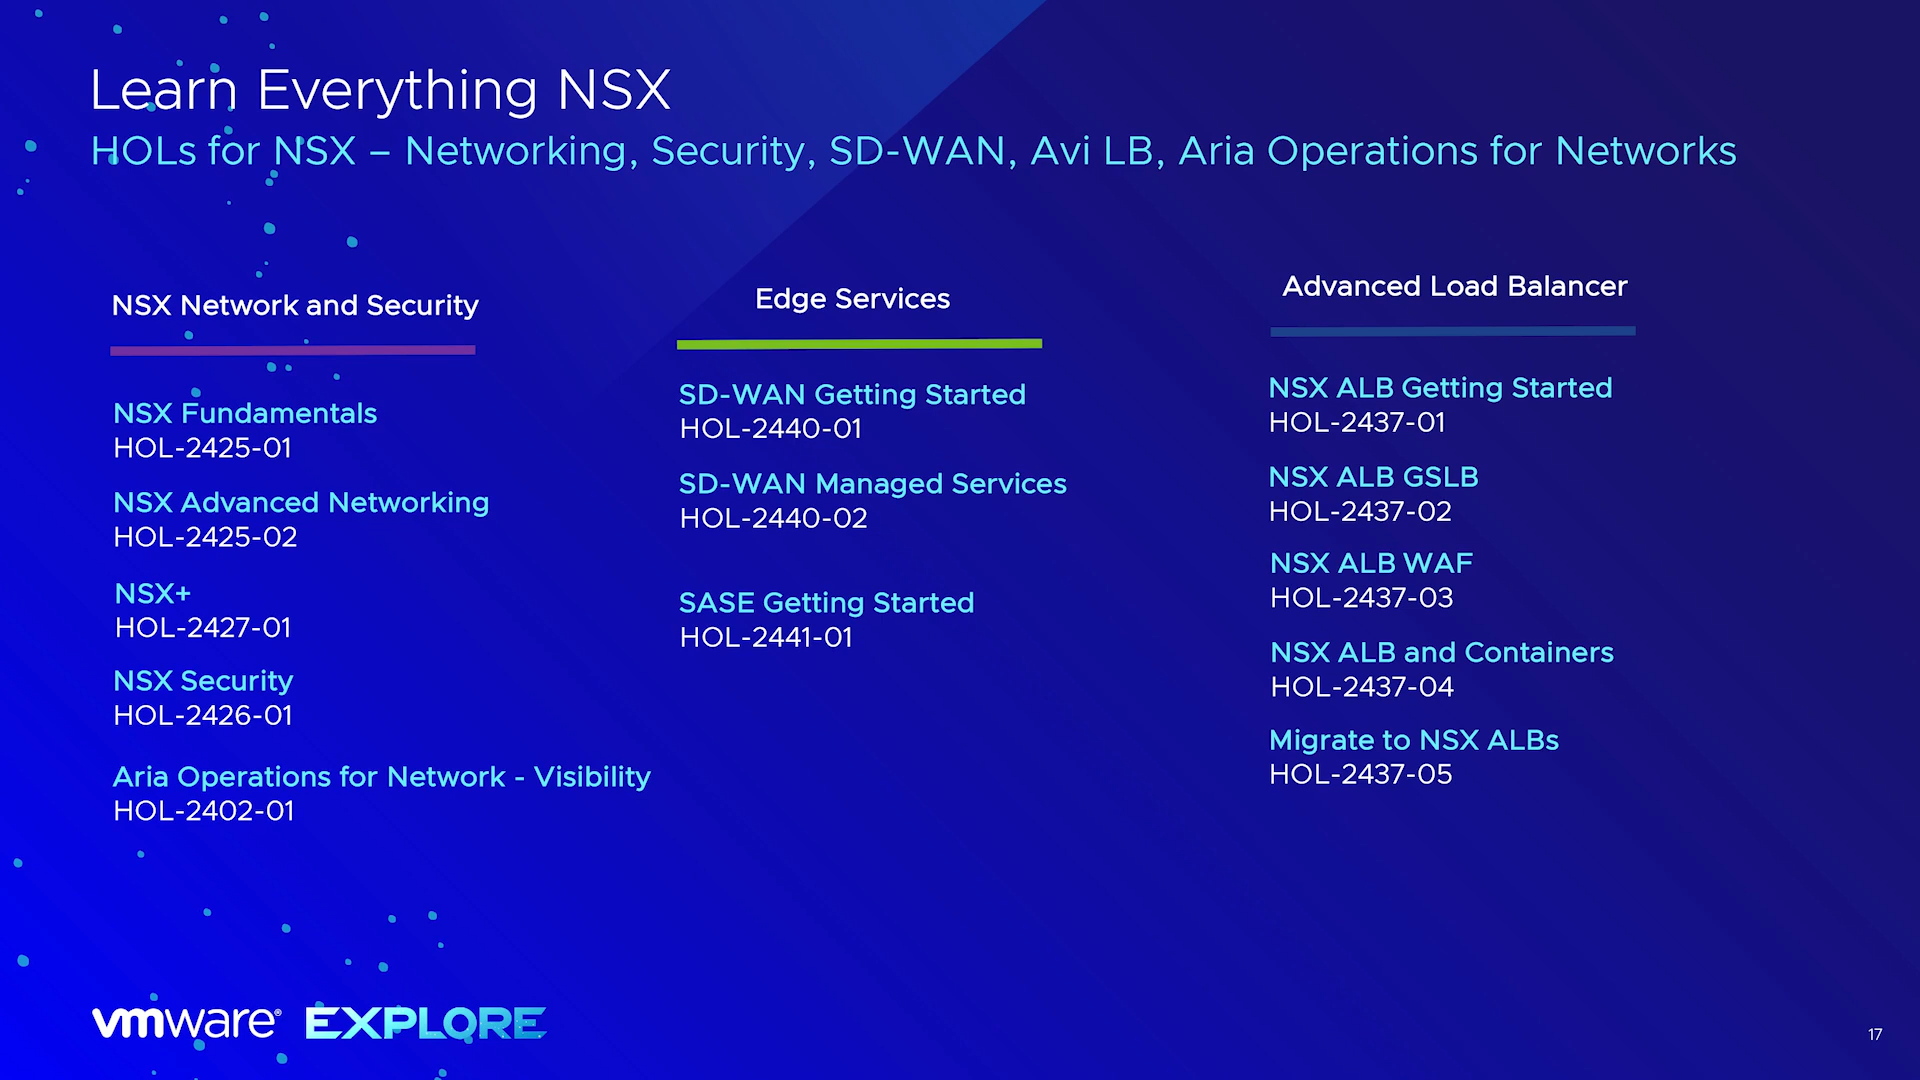 Learn Everything NSX
HOLs for NSX – Networking, Security, SD-WAN, Avi LB, Aria Operations for Networks
NSX Network and Security
NSX Fundamentals
HOL-2425-01
NSX Advanced Networking
HOL-2425-02
NSX+
HOL-2427-01
NSX Security
HOL-2426-01
Aria Operations for Network - Visibility
HOL-2402-01
Edge Services
SD-WAN Getting Started
HOL-2440-01
SD-WAN Managed Services
HOL-2440-02
SASE Getting Started
HOL-2441-01
Advanced Load Balancer
NSX ALB Getting Started
HOL-2437-01
NSX ALB GSLB
HOL-2437-02
NSX ALB WAF
HOL-2437-03
NSX ALB and Containers
HOL-2437-04
Migrate to NSX ALBs
HOL-2437-05
vmware® EXPLORE
17